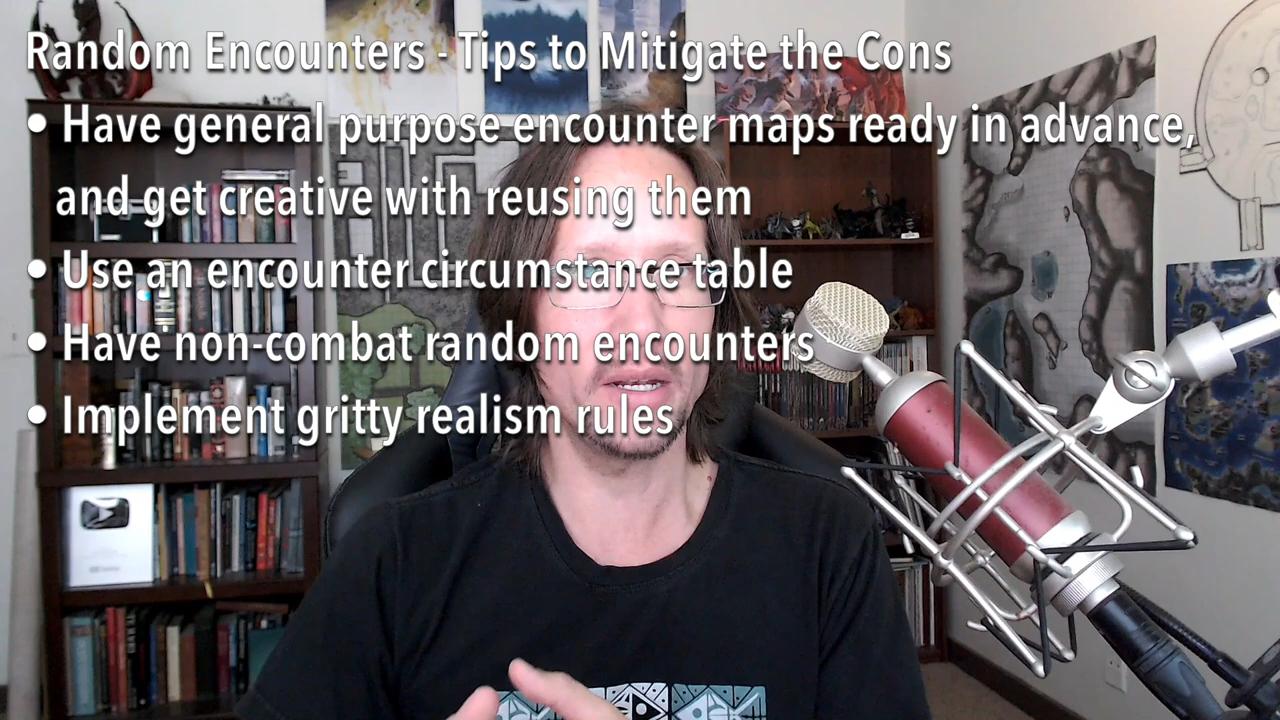 Random Encounters - Tips to Mitigate the Cons
• Have general purpose encounter maps ready in advance,
and get creative with reusing them
• Use an encounter circumstance table
• Have non-combat random encounters
• Implement gritty realism rules